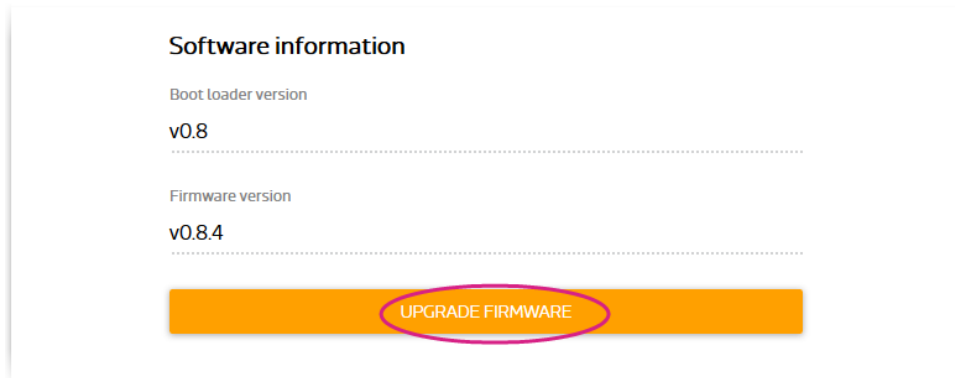 Software information
Boot loader version
v0.8
Firmware version
v0.8.4
UPGRADE FIRMWARE